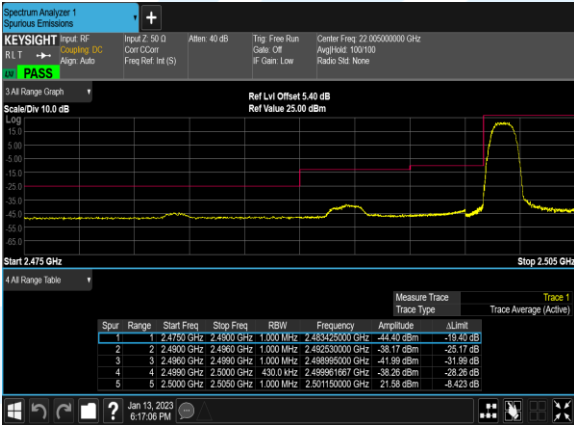 Spectrum Analyzer 1
Spurious Emissions
+
KEYSIGHT
RLT
Input: RF
Coupling: DC
Align: Auto
Input Z: 50 Ω
Corr CCorr
Freq Ref: Int (S)
Atten: 40 dB
Trig: Free Run
Gate: Off
IF Gain: Low
Center Freq: 22.005000000 GHz
Avg|Hold: 100/100
Radio Std: None
PASS
3 All Range Graph
Scale/Div 10.0 dB
Ref Lvl Offset 5.40 dB
Ref Value 25.00 dBm
Log
15.0
5.00
-5.00
-15.0
-25.0
-35.0
-45.0
-55.0
-65.0
Start 2.475 GHz
Stop 2.505 GHz
4 All Range Table
Measure Trace Trace 1
Trace Type Trace Average (Active)
Spur Range Start Freq Stop Freq RBW Frequency Amplitude ΔLimit
1 1 2.4750 GHz 2.4900 GHz 1.000 MHz 2.483425000 GHz -44.40 dBm -19.40 dB
2 2 2.4900 GHz 2.4960 GHz 1.000 MHz 2.492530000 GHz -38.17 dBm -25.17 dB
3 3 2.4960 GHz 2.4990 GHz 1.000 MHz 2.498995000 GHz -41.99 dBm -31.99 dB
4 4 2.4990 GHz 2.5000 GHz 430.0 kHz 2.499961667 GHz -38.26 dBm -28.26 dB
5 5 2.5000 GHz 2.5050 GHz 1.000 MHz 2.501150000 GHz 21.58 dBm -8.423 dB
?
Jan 13, 2023
6:17:06 PM